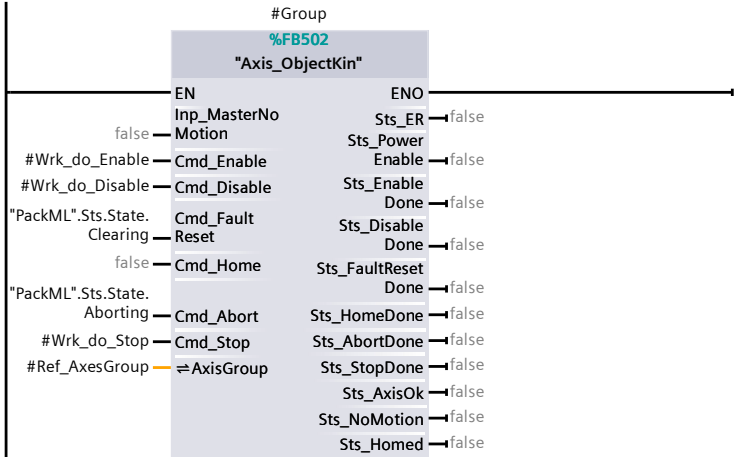 #Group
%FB502
"Axis_ObjectKin"
EN ENO
Inp_MasterNo
false Motion
#Wrk_do_Enable Cmd_Enable
#Wrk_do_Disable Cmd_Disable
"PackML".Sts.State.
Clearing
Cmd_Fault
Reset
false Cmd_Home
"PackML".Sts.State.
Aborting Cmd_Abort
#Wrk_do_Stop Cmd_Stop
#Ref_AxesGroup ⇌AxisGroup
Sts_ER false
Sts_Power
Enable false
Sts_Enable
Done false
Sts_Disable
Done false
Sts_FaultReset
Done false
Sts_HomeDone false
Sts_AbortDone false
Sts_StopDone false
Sts_AxisOk false
Sts_NoMotion false
Sts_Homed false